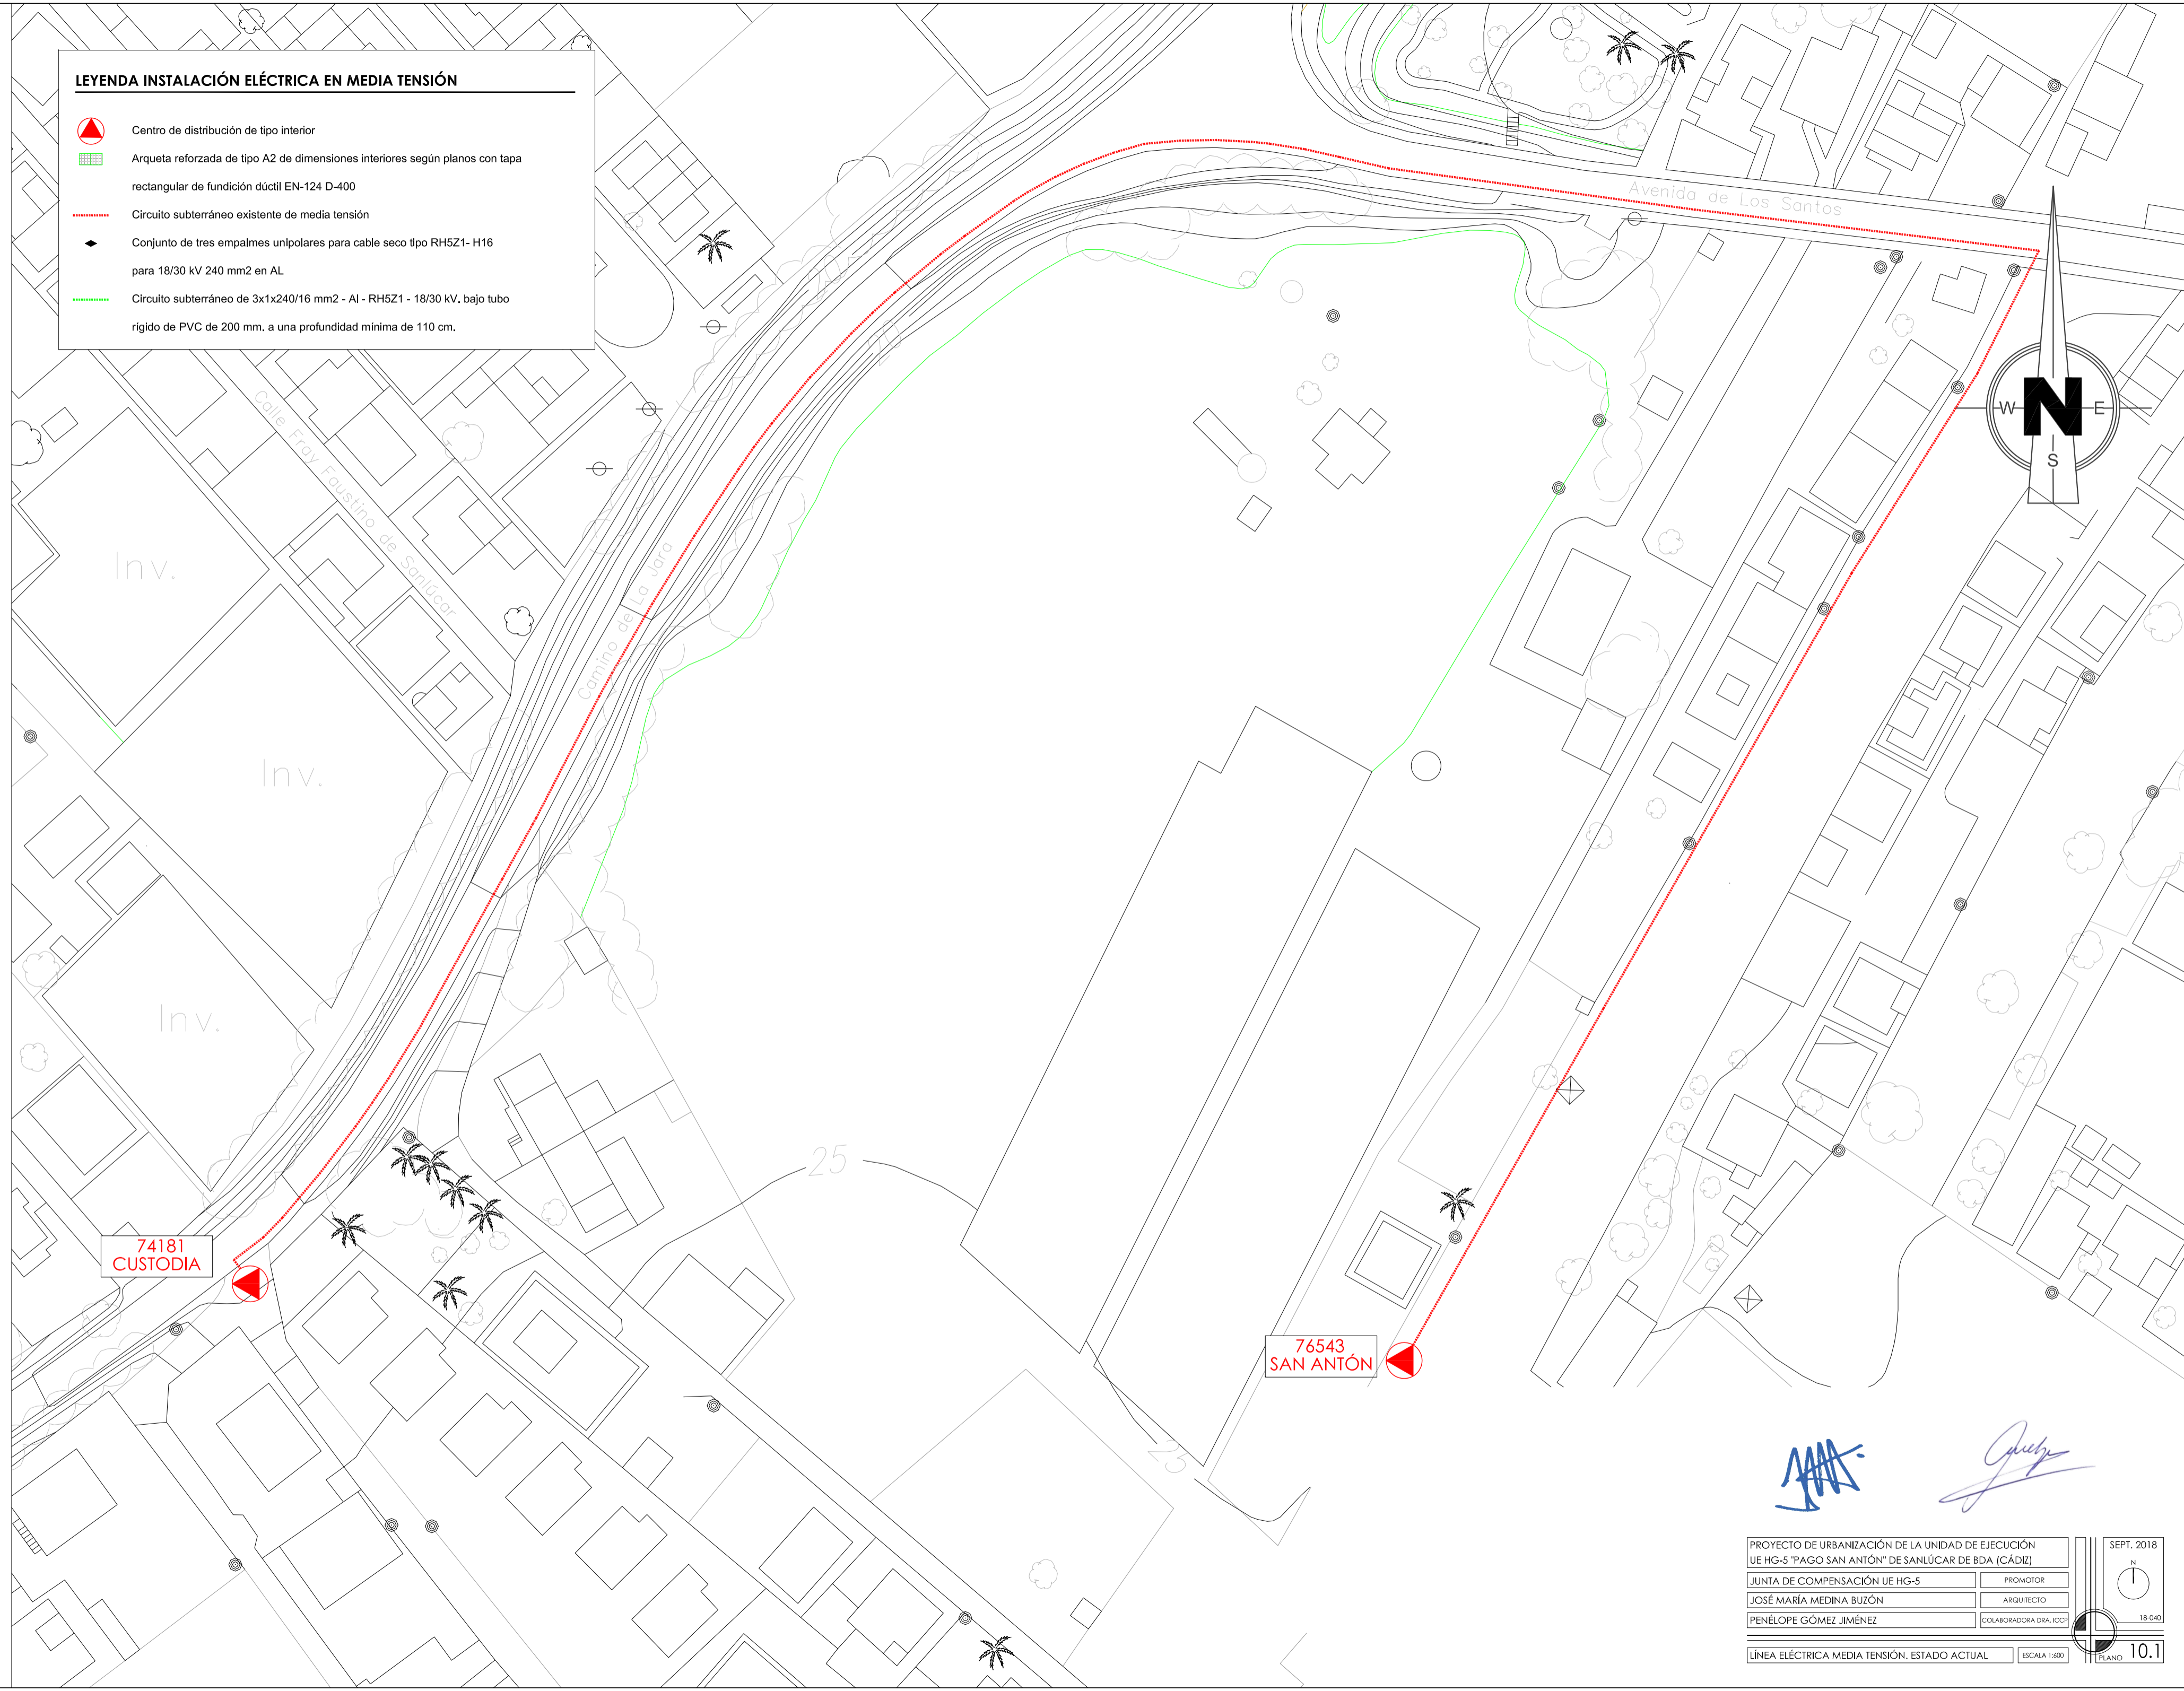 LEYENDA INSTALACIÓN ELÉCTRICA EN MEDIA TENSIÓN
Centro de distribución de tipo interior
Arqueta reforzada de tipo A2 de dimensiones interiores según planos con tapa
rectangular de fundición dúctil EN-124 D-400
Circuito subterráneo existente de media tensión
Conjunto de tres empalmes unipolares para cable seco tipo RH5Z1- H16
para 18/30 kV 240 mm2 en AL
Circuito subterráneo de 3x1x240/16 mm2 - Al - RH5Z1 - 18/30 kV. bajo tubo
rígido de PVC de 200 mm. a una profundidad mínima de 110 cm.
Avenida de Los Santos
N
W
E
S
Calle Fray Faustino de Sanlúcar
Camino de La Jara
Inv.
Inv.
Inv.
25
74181
CUSTODIA
76543
SAN ANTÓN
PROYECTO DE URBANIZACIÓN DE LA UNIDAD DE EJECUCIÓN
UE HG-5 "PAGO SAN ANTÓN" DE SANLÚCAR DE BDA (CÁDIZ)
JUNTA DE COMPENSACIÓN UE HG-5
PROMOTOR
JOSÉ MARÍA MEDINA BUZÓN
ARQUITECTO
PENÉLOPE GÓMEZ JIMÉNEZ
COLABORADORA DRA. ICCP
LÍNEA ELÉCTRICA MEDIA TENSIÓN. ESTADO ACTUAL
ESCALA 1:600
SEPT. 2018
N
18-040
PLANO 10.1